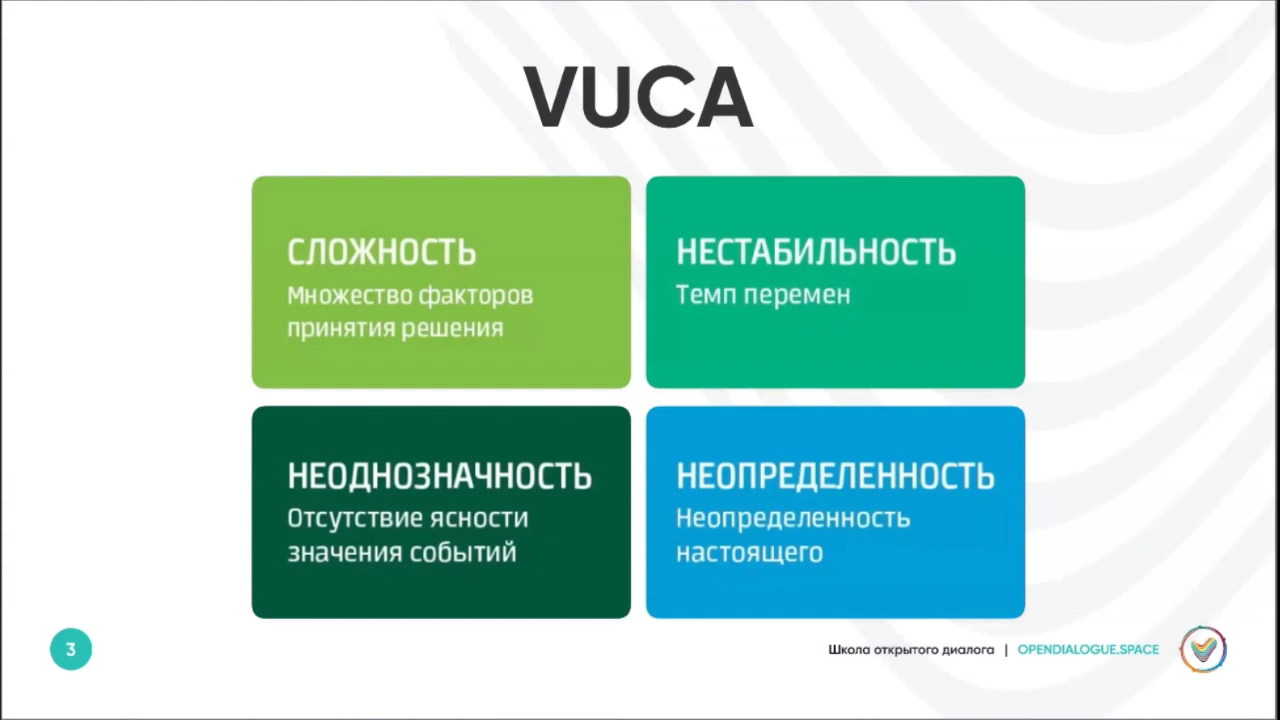 VUCA
СЛОЖНОСТЬ
Множество факторов
принятия решения
НЕСТАБИЛЬНОСТЬ
Темп перемен
НЕОДНОЗНАЧНОСТЬ
Отсутствие ясности
значения событий
НЕОПРЕДЕЛЕННОСТЬ
Неопределенность
настоящего
3
Школа открытого диалога | OPENDIALOGUE.SPACE